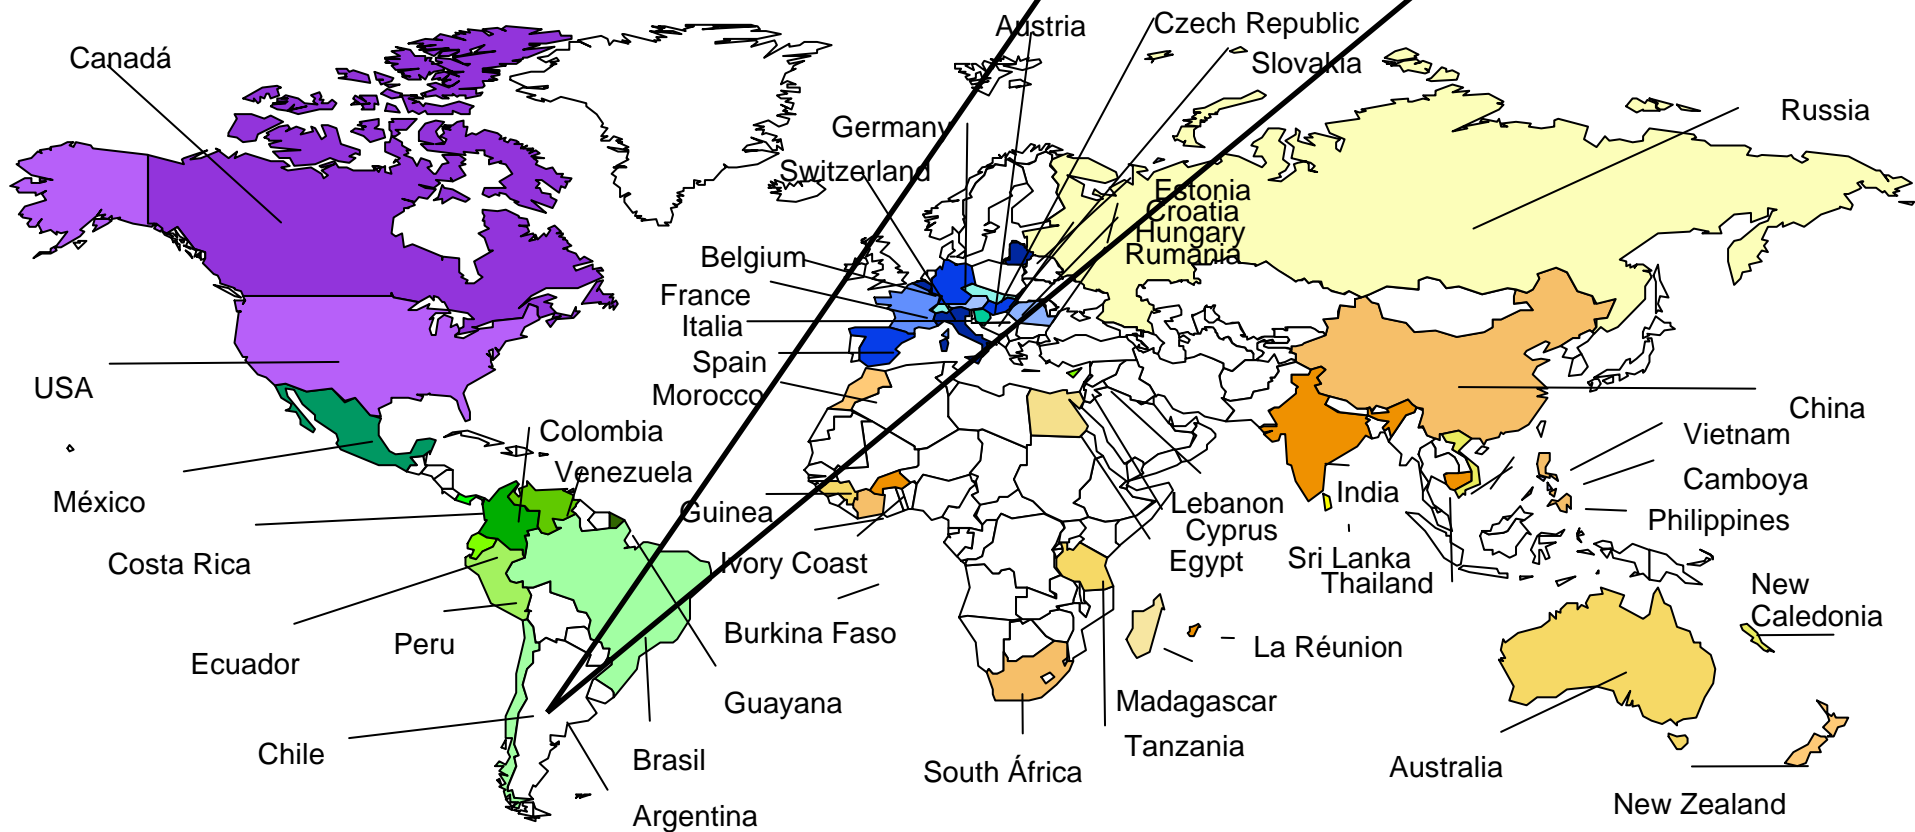 Austria
Czech Republic
Slovakia
Canadá
Russia
Germany
Switzerland
Estonia
Croatia
Hungary
Rumania
Belgium
France
Italia
Spain
Morocco
USA
China
Colombia
Vietnam
Venezuela
Camboya
México
Guinea
Lebanon
India
Philippines
Cyprus
Costa Rica
Ivory Coast
Egypt
Sri Lanka
Thailand
New
Caledonia
Burkina Faso
Peru
La Réunion
Ecuador
Guayana
Madagascar
Chile
Brasil
Tanzania
South África
Australia
Argentina
New Zealand